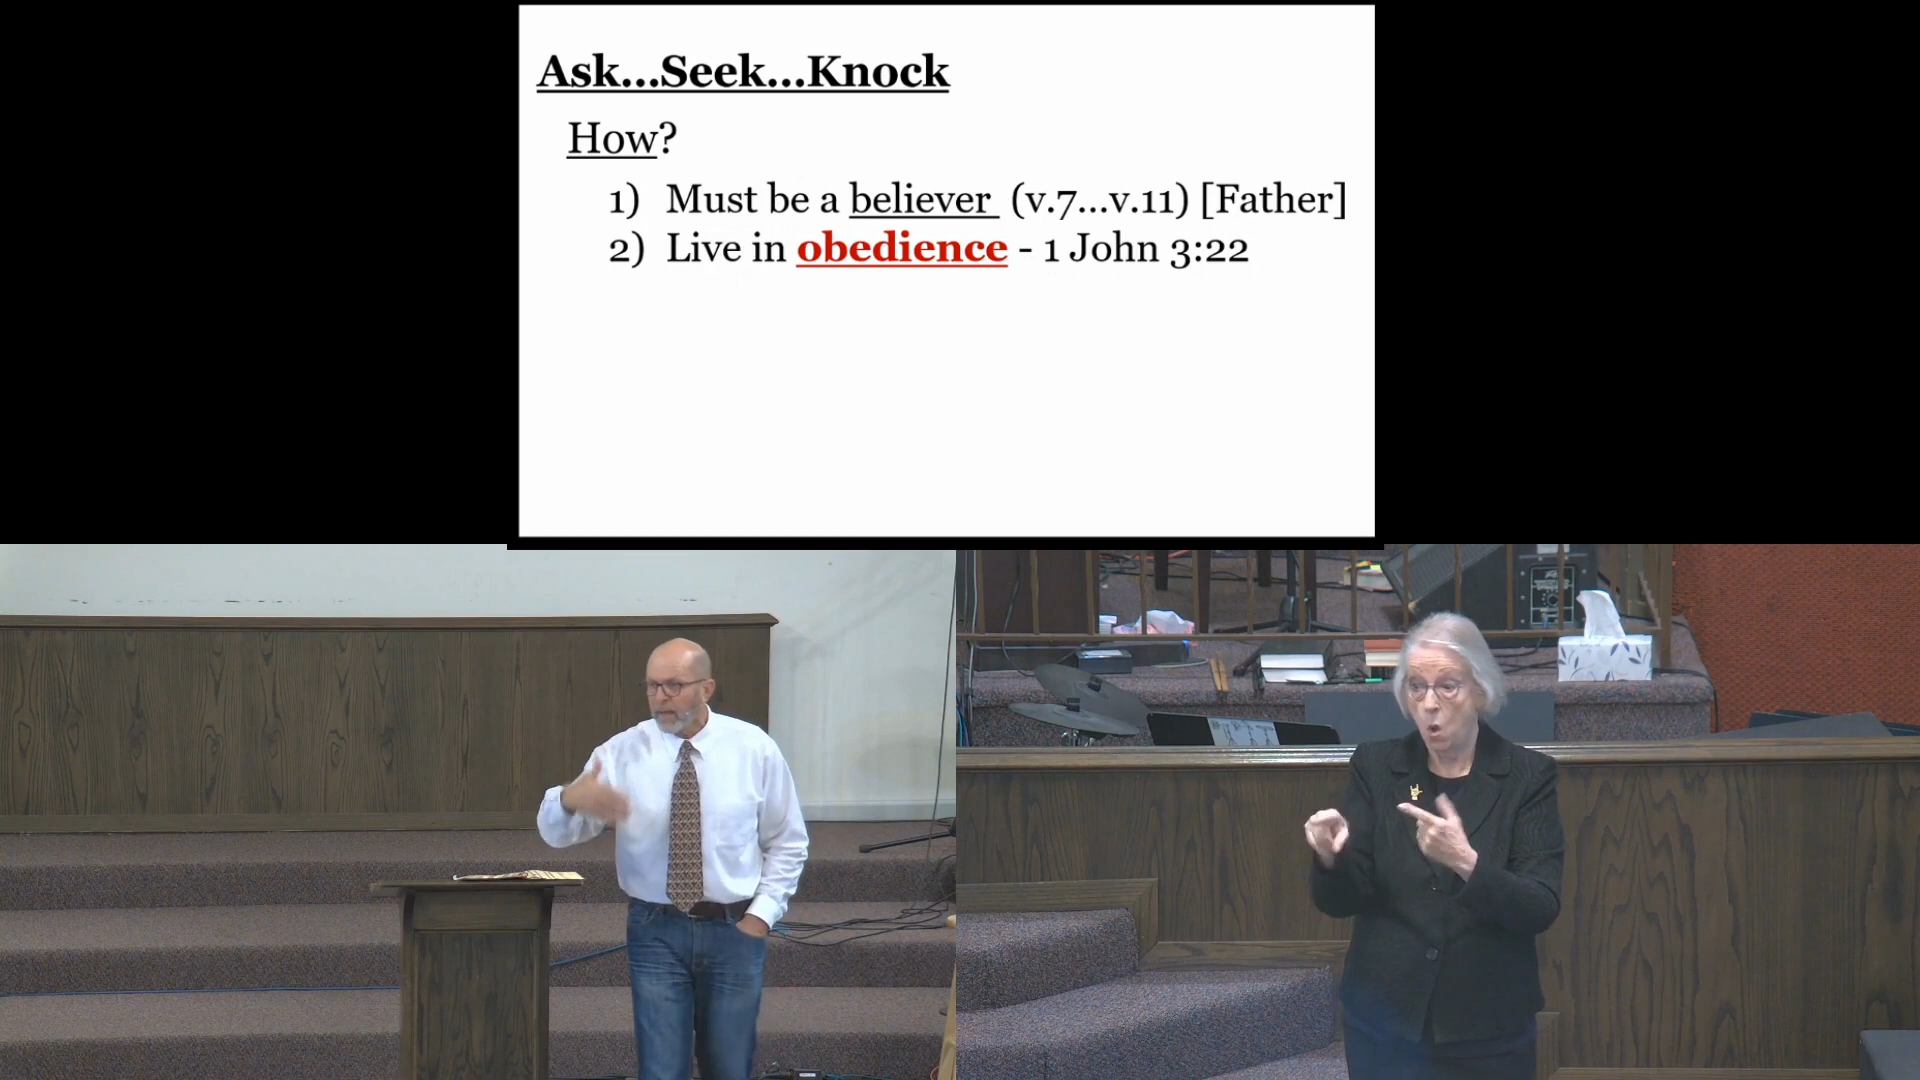 Ask...Seek...Knock
How?
1) Must be a believer (v.7...v.11) [Father]
2) Live in obedience - 1 John 3:22